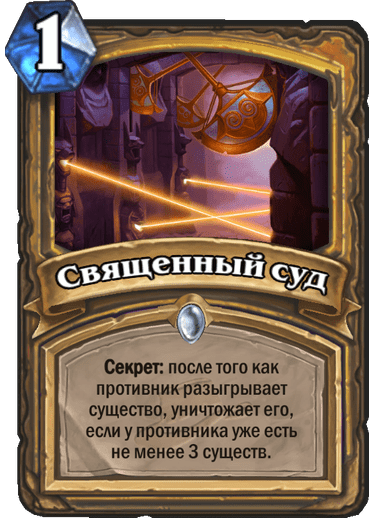 1
Священный суд
Секрет: после того как
противник разыгрывает
существо, уничтожает его,
если у противника уже есть
не менее 3 существ.